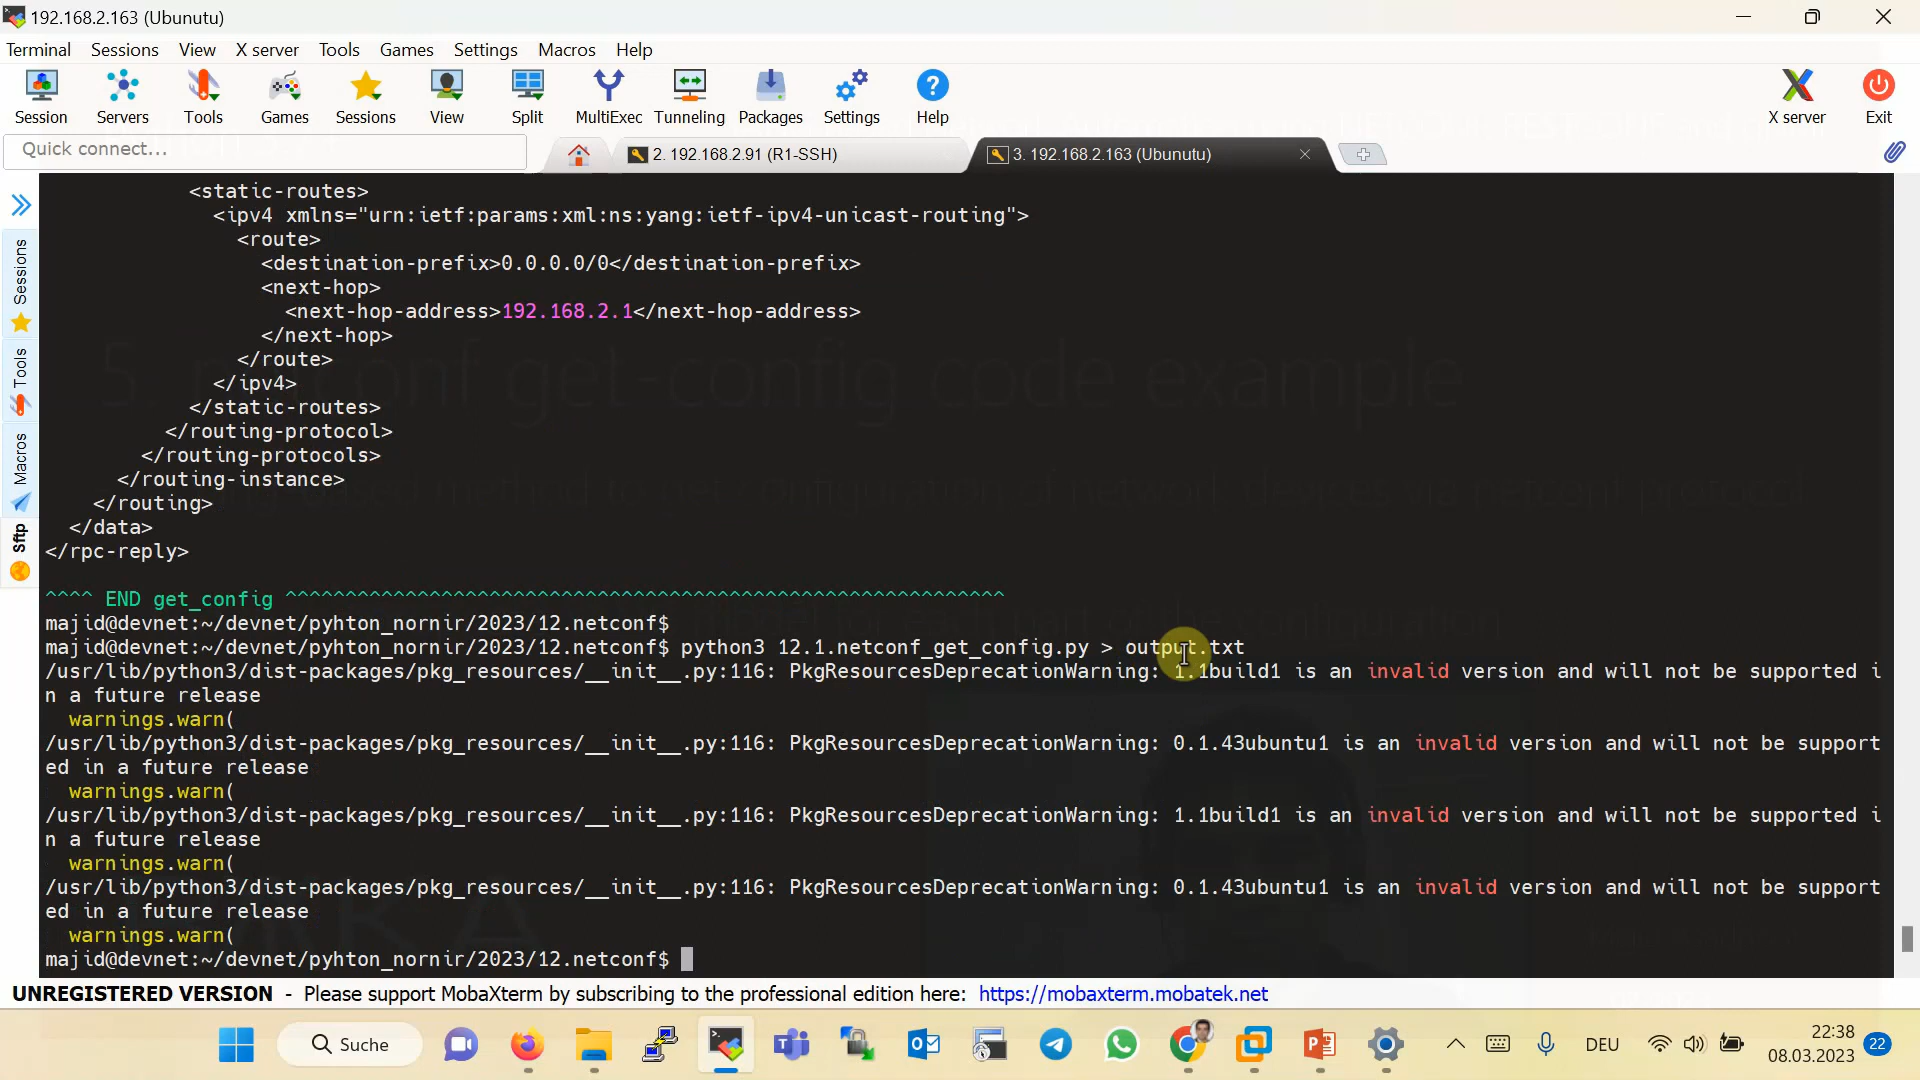 192.168.2.163 (Ubunutu)
Terminal Sessions View X server Tools Games Settings Macros Help
Session Servers Tools Games Sessions View Split MultiExec Tunneling Packages Settings Help X server Exit
Quick connect...
2. 192.168.2.91 (R1-SSH)
3. 192.168.2.163 (Ubunutu)
Sessions
Tools
Macros
Sftp
<static-routes>
<ipv4 xmlns="urn:ietf:params:xml:ns:yang:ietf-ipv4-unicast-routing">
<route>
<destination-prefix>0.0.0.0/0</destination-prefix>
<next-hop>
<next-hop-address>192.168.2.1</next-hop-address>
</next-hop>
</route>
</ipv4>
</static-routes>
</routing-protocol>
</routing-protocols>
</routing-instance>
</routing>
</data>
</rpc-reply>
^^^^ END get_config ^^^^^^^^^^^^^^^^^^^^^^^^^^^^^^^^^^^^^^^^^^^^^^^^^^^^^^^^^^^^
majid@devnet:~/devnet/pyhton_nornir/2023/12.netconf$
majid@devnet:~/devnet/pyhton_nornir/2023/12.netconf$ python3 12.1.netconf_get_config.py > output.txt
/usr/lib/python3/dist-packages/pkg_resources/__init__.py:116: PkgResourcesDeprecationWarning: 1.1build1 is an invalid version and will not be supported i
n a future release
warnings.warn(
/usr/lib/python3/dist-packages/pkg_resources/__init__.py:116: PkgResourcesDeprecationWarning: 0.1.43ubuntu1 is an invalid version and will not be support
ed in a future release
warnings.warn(
/usr/lib/python3/dist-packages/pkg_resources/__init__.py:116: PkgResourcesDeprecationWarning: 1.1build1 is an invalid version and will not be supported i
n a future release
warnings.warn(
/usr/lib/python3/dist-packages/pkg_resources/__init__.py:116: PkgResourcesDeprecationWarning: 0.1.43ubuntu1 is an invalid version and will not be support
ed in a future release
warnings.warn(
majid@devnet:~/devnet/pyhton_nornir/2023/12.netconf$
5. netconf get-config code example
UNREGISTERED VERSION - Please support MobaXterm by subscribing to the professional edition here: https://mobaxterm.mobatek.net
Suche
DEU
22:38
08.03.2023
22